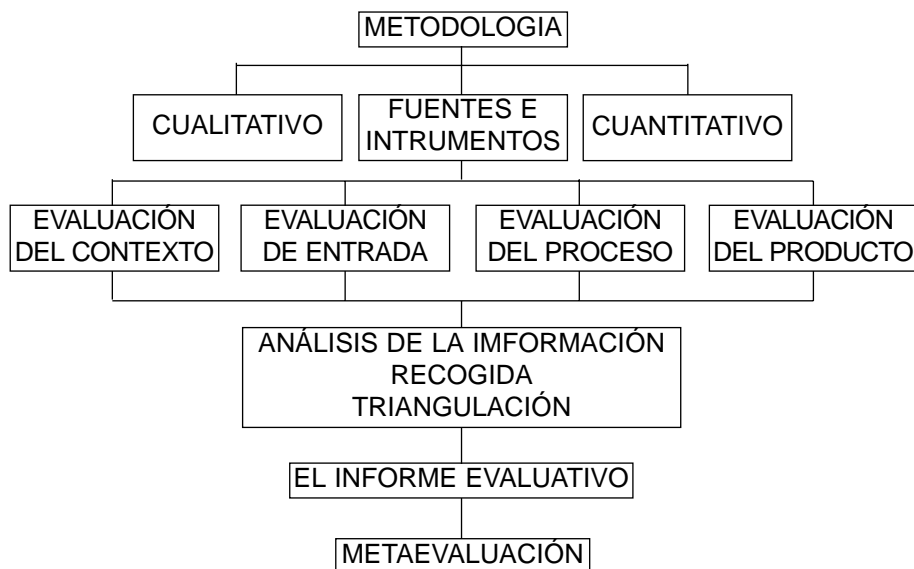 METODOLOGIA
CUALITATIVO
FUENTES E
INTRUMENTOS
CUANTITATIVO
EVALUACIÓN
DEL CONTEXTO
EVALUACIÓN
DE ENTRADA
EVALUACIÓN
DEL PROCESO
EVALUACIÓN
DEL PRODUCTO
ANÁLISIS DE LA IMFORMACIÓN
RECOGIDA
TRIANGULACIÓN
EL INFORME EVALUATIVO
METAEVALUACIÓN